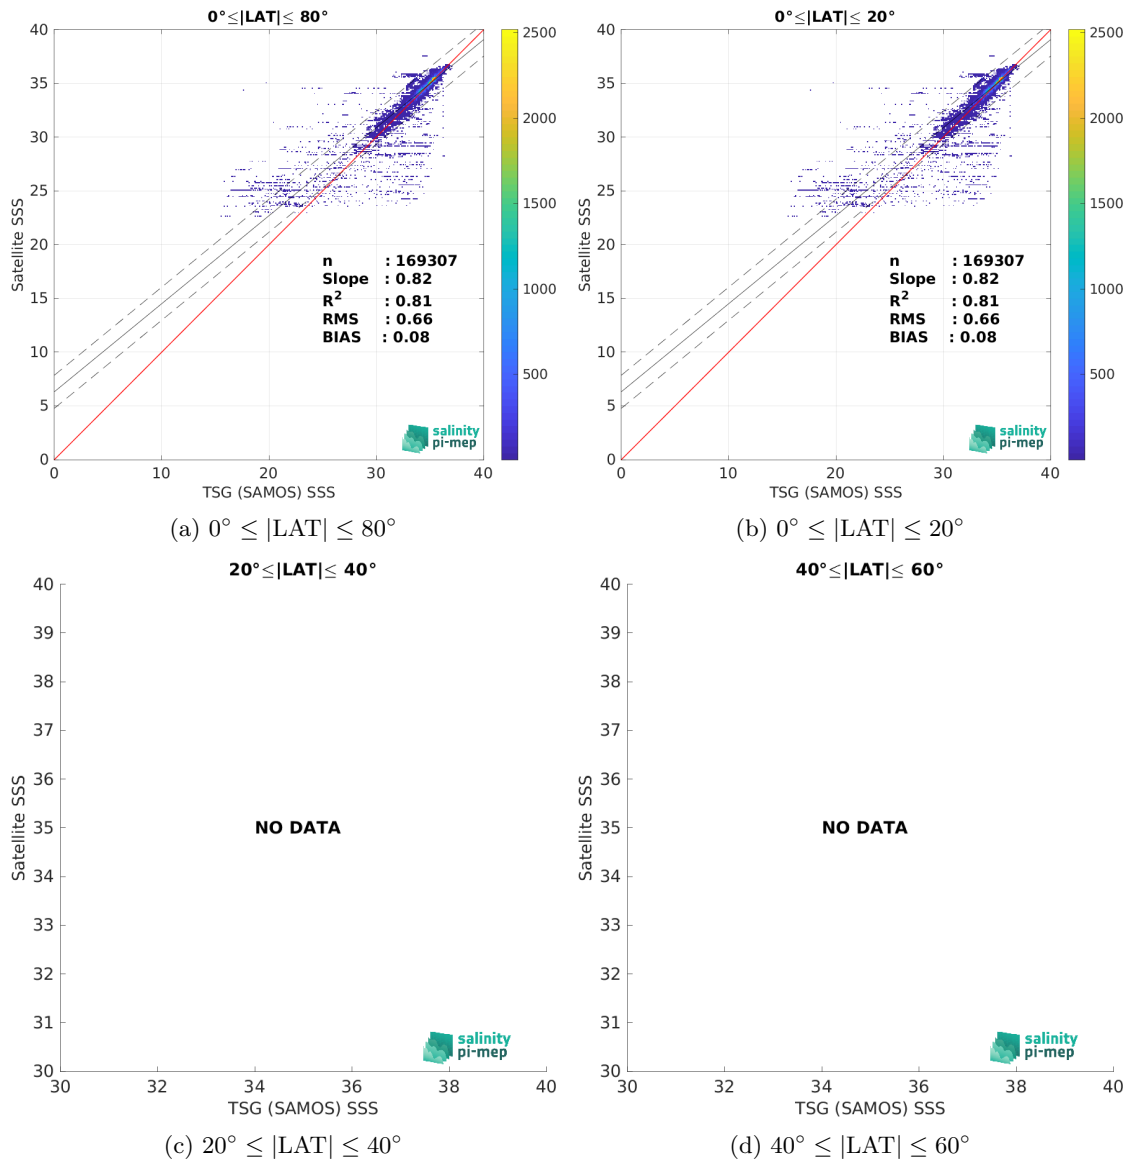 0°≤|LAT|≤ 80°
40
35
30
25
20
15
10
5
0
0
10
20
30
40
Satellite SSS
TSG (SAMOS) SSS
n : 169307
Slope : 0.82
R² : 0.81
RMS : 0.66
BIAS : 0.08
salinity
pi-mep
2500
2000
1500
1000
500
(a) 0° ≤ |LAT| ≤ 80°
0°≤|LAT|≤ 20°
40
35
30
25
20
15
10
5
0
0
10
20
30
40
Satellite SSS
TSG (SAMOS) SSS
n : 169307
Slope : 0.82
R² : 0.81
RMS : 0.66
BIAS : 0.08
salinity
pi-mep
2500
2000
1500
1000
500
(b) 0° ≤ |LAT| ≤ 20°
20°≤|LAT|≤ 40°
40
39
38
37
36
35
34
33
32
31
30
30
32
34
36
38
40
Satellite SSS
NO DATA
salinity
pi-mep
TSG (SAMOS) SSS
(c) 20° ≤ |LAT| ≤ 40°
40°≤|LAT|≤ 60°
40
39
38
37
36
35
34
33
32
31
30
30
32
34
36
38
40
Satellite SSS
NO DATA
salinity
pi-mep
TSG (SAMOS) SSS
(d) 40° ≤ |LAT| ≤ 60°